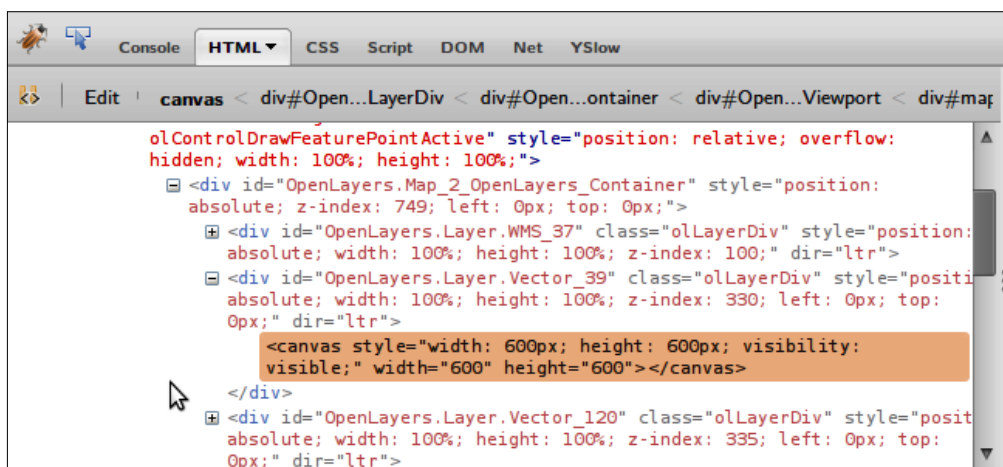 Console HTML CSS Script DOM Net YSlow
Edit canvas < div#Open...LayerDiv < div#Open...ontainer < div#Open...Viewport < div#map
olControlDrawFeaturePointActive" style="position: relative; overflow:
hidden; width: 100%; height: 100%;">
<div id="OpenLayers.Map_2_OpenLayers_Container" style="position:
absolute; z-index: 749; left: 0px; top: 0px;">
<div id="OpenLayers.Layer.WMS_37" class="olLayerDiv" style="position:
absolute; width: 100%; height: 100%; z-index: 100;" dir="ltr">
<div id="OpenLayers.Layer.Vector_39" class="olLayerDiv" style="positi
absolute; width: 100%; height: 100%; z-index: 330; left: 0px; top:
0px;" dir="ltr">
<canvas style="width: 600px; height: 600px; visibility:
visible;" width="600" height="600"></canvas>
</div>
<div id="OpenLayers.Layer.Vector_120" class="olLayerDiv" style="posit
absolute; width: 100%; height: 100%; z-index: 335; left: 0px; top:
0px;" dir="ltr">